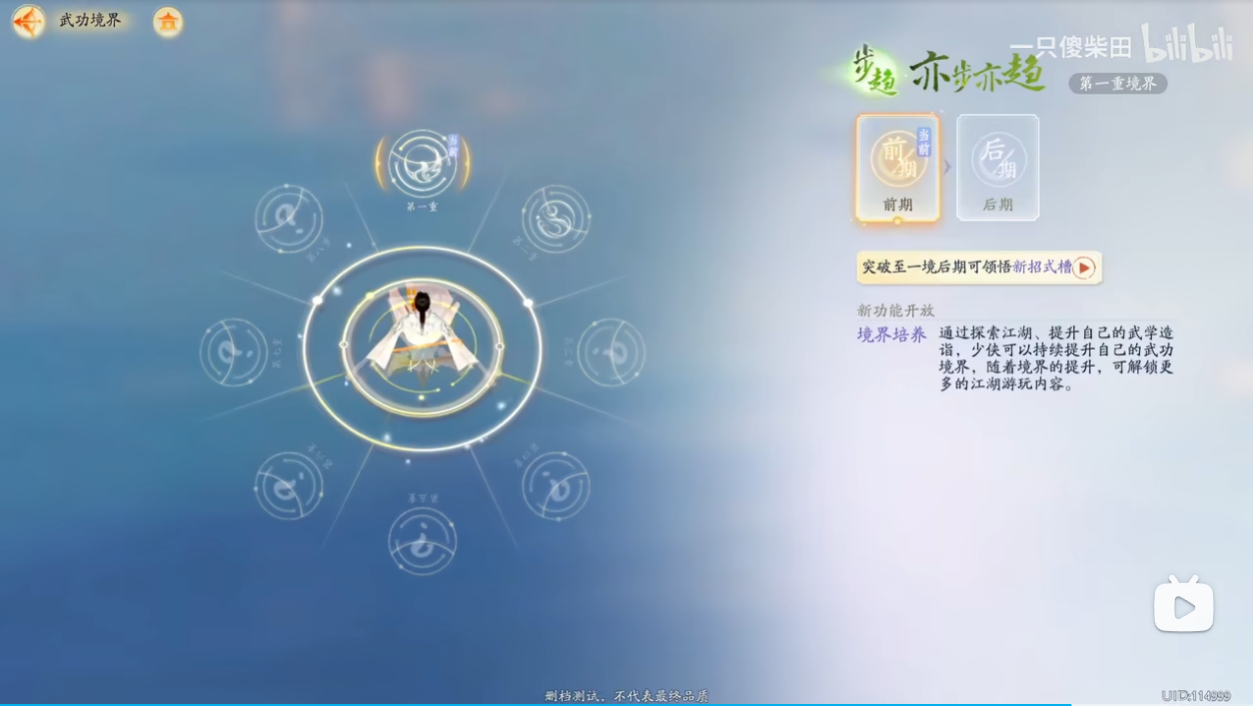 武功境界
一只傻柴田 bilibili
步趋 亦步亦趋 第一重境界
当前
前期 当前
后期
前期
后期
第一重
突破至一境后期可领悟新招式槽
新功能开放
境界培养
通过探索江湖、提升自己的武学造
诣，少侠可以持续提升自己的武功
境界，随着境界的提升，可解锁更
多的江湖游玩内容。
删档测试，不代表最终品质
UID:114999